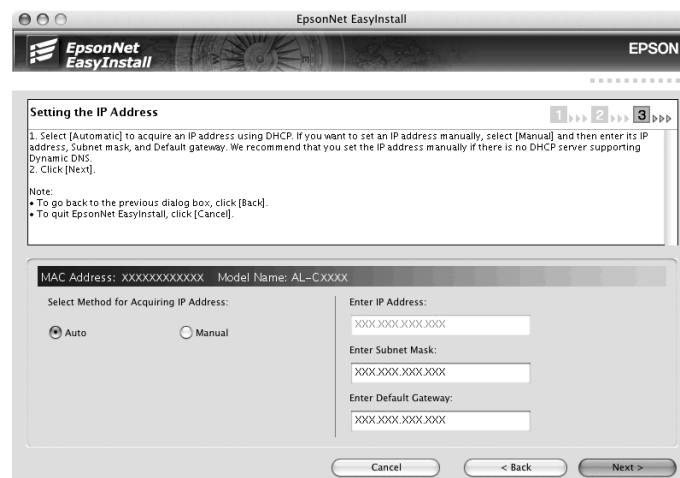 EpsonNet EasyInstall
EpsonNet
EasyInstall
EPSON
Setting the IP Address
1 2 3
1. Select [Automatic] to acquire an IP address using DHCP. If you want to set an IP address manually, select [Manual] and then enter its IP
address, Subnet mask, and Default gateway. We recommend that you set the IP address manually if there is no DHCP server supporting
Dynamic DNS.
2. Click [Next].
Note:
• To go back to the previous dialog box, click [Back].
• To quit EpsonNet EasyInstall, click [Cancel].
MAC Address: XXXXXXXXXXXX Model Name: AL-CXXXX
Select Method for Acquiring IP Address:
Auto Manual
Enter IP Address:
XXX.XXX.XXX.XXX
Enter Subnet Mask:
XXX.XXX.XXX.XXX
Enter Default Gateway:
XXX.XXX.XXX.XXX
Cancel < Back Next >